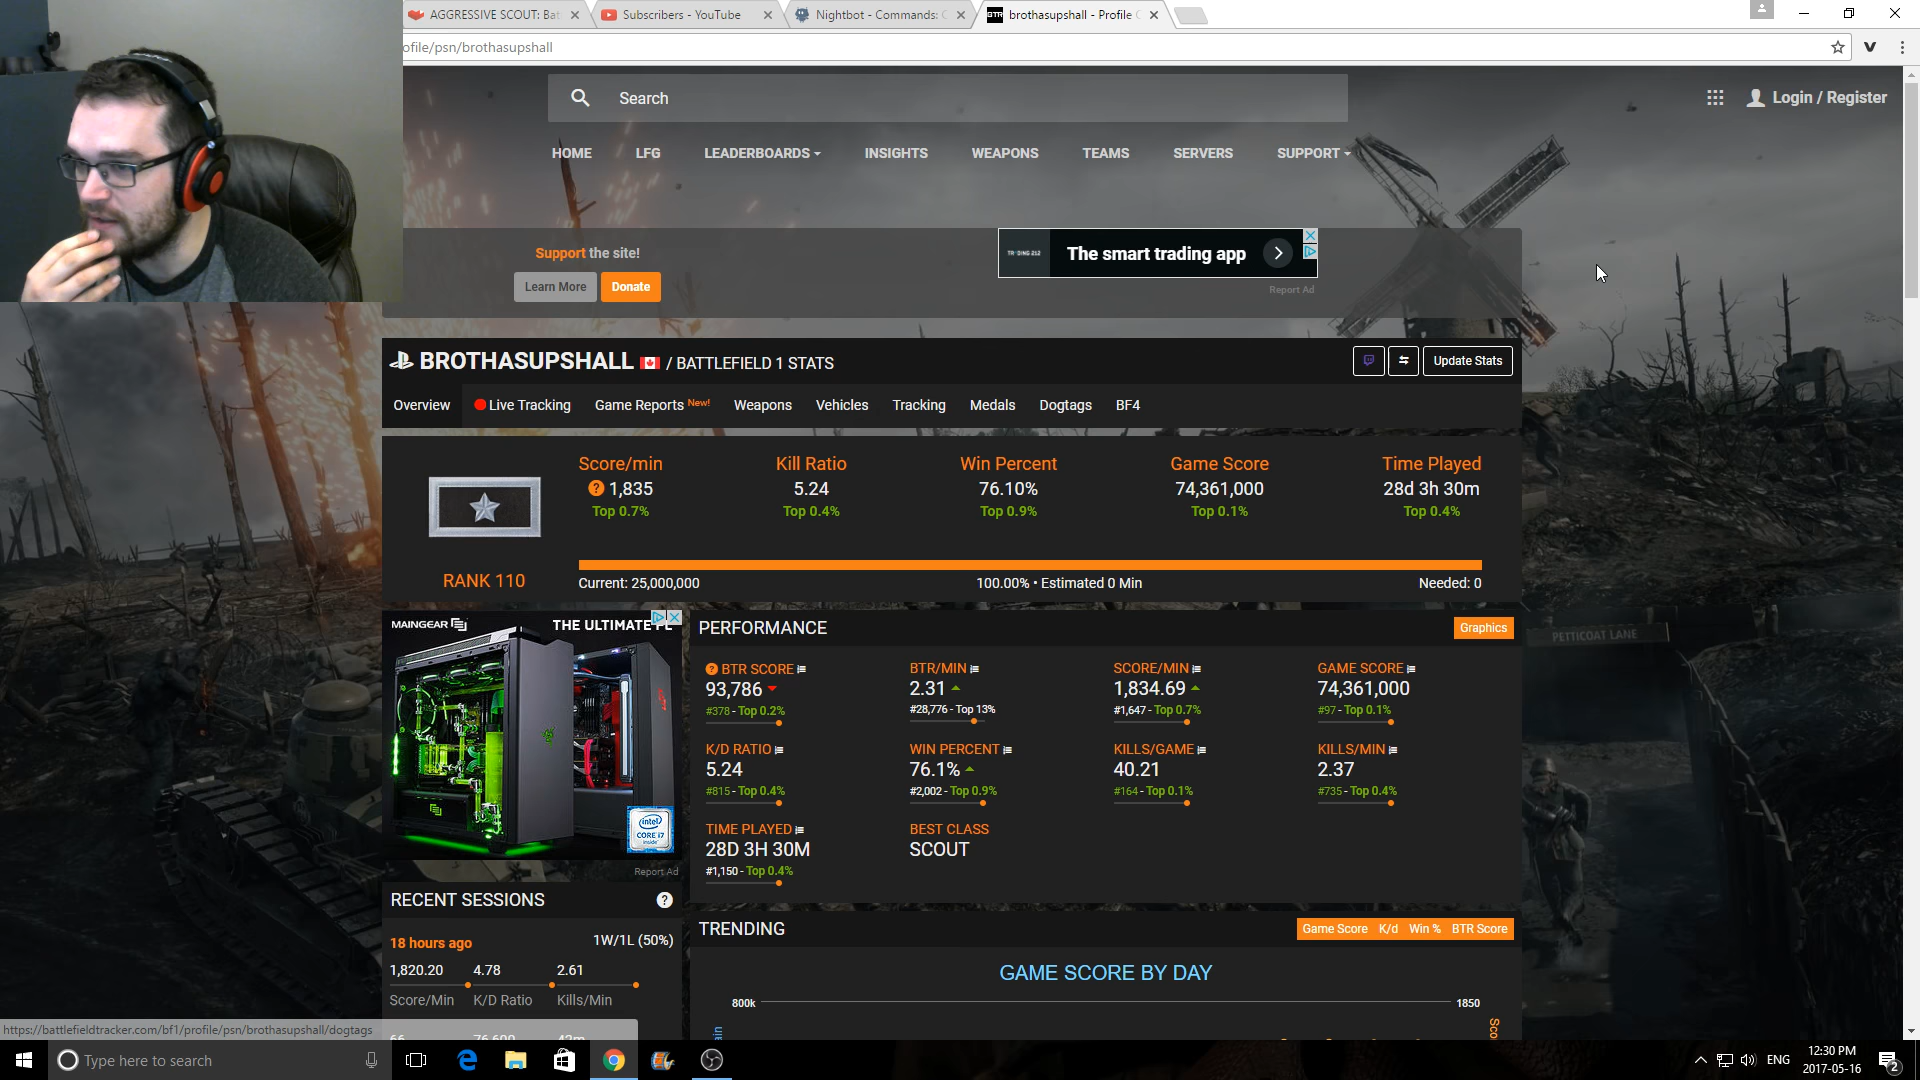 AGGRESSIVE SCOUT: Bat
Subscribers - YouTube
Nightbot - Commands: C
BTR brothasupshall - Profile
ofile/psn/brothasupshall
Search
Login / Register
HOME LFG LEADERBOARDS INSIGHTS WEAPONS TEAMS SERVERS SUPPORT
Support the site!
Learn More Donate
TRADING 212 The smart trading app
Report Ad
BROTHASUPSHALL / BATTLEFIELD 1 STATS
Update Stats
Overview Live Tracking Game Reports New! Weapons Vehicles Tracking Medals Dogtags BF4
Score/min Kill Ratio Win Percent Game Score Time Played
? 1,835 5.24 76.10% 74,361,000 28d 3h 30m
Top 0.7% Top 0.4% Top 0.9% Top 0.1% Top 0.4%
RANK 110
Current: 25,000,000 100.00% • Estimated 0 Min Needed: 0
MAINGEAR THE ULTIMATE PC
intel CORE i7 inside
Report Ad
PERFORMANCE Graphics
? BTR SCORE BTR/MIN SCORE/MIN GAME SCORE
93,786 2.31 1,834.69 74,361,000
#378 - Top 0.2% #28,776 - Top 13% #1,647 - Top 0.7% #97 - Top 0.1%
K/D RATIO WIN PERCENT KILLS/GAME KILLS/MIN
5.24 76.1% 40.21 2.37
#815 - Top 0.4% #2,002 - Top 0.9% #164 - Top 0.1% #735 - Top 0.4%
TIME PLAYED BEST CLASS
28D 3H 30M SCOUT
#1,150 - Top 0.4%
PETTICOAT LANE
RECENT SESSIONS ?
18 hours ago 1W/1L (50%)
1,820.20 4.78 2.61
Score/Min K/D Ratio Kills/Min
TRENDING Game Score K/d Win % BTR Score
GAME SCORE BY DAY
800k 1850
https://battlefieldtracker.com/bf1/profile/psn/brothasupshall/dogtags
Type here to search
ENG
12:30 PM
2017-05-16
2